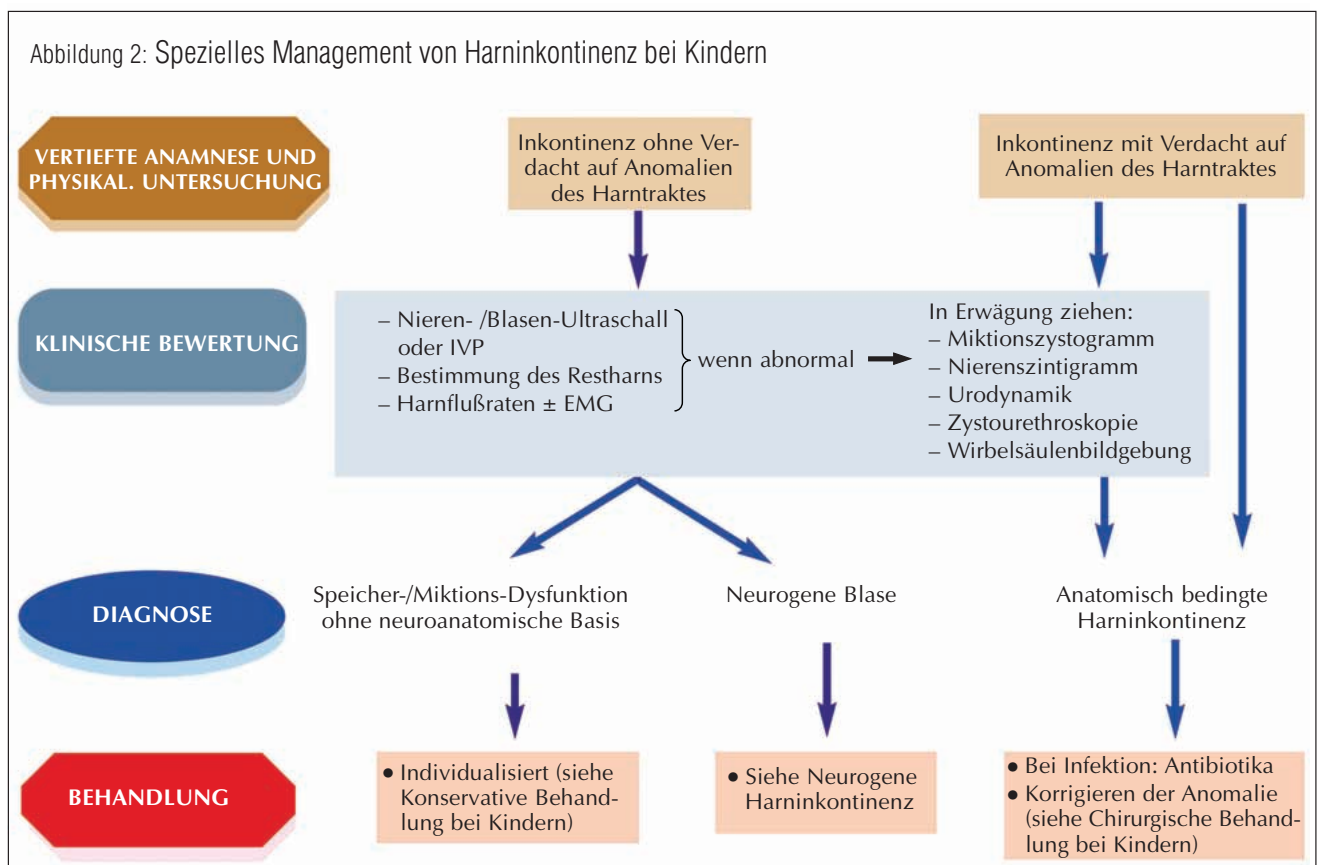 Abbildung 2: Spezielles Management von Harninkontinenz bei Kindern
VERTIEFTE ANAMNESE UND
PHYSIKAL. UNTERSUCHUNG
Inkontinenz ohne Ver-
dacht auf Anomalien
des Harntraktes
Inkontinenz mit Verdacht auf
Anomalien des Harntraktes
KLINISCHE BEWERTUNG
– Nieren- /Blasen-Ultraschall
oder IVP
– Bestimmung des Restharns
– Harnflußraten ± EMG
wenn abnormal
In Erwägung ziehen:
– Miktionszystogramm
– Nierenszintigramm
– Urodynamik
– Zystourethroskopie
– Wirbelsäulenbildgebung
DIAGNOSE
Speicher-/Miktions-Dysfunktion
ohne neuroanatomische Basis
Neurogene Blase
Anatomisch bedingte
Harninkontinenz
BEHANDLUNG
● Individualisiert (siehe
Konservative Behand-
lung bei Kindern)
● Siehe Neurogene
Harninkontinenz
● Bei Infektion: Antibiotika
● Korrigieren der Anomalie
(siehe Chirurgische Behand-
lung bei Kindern)